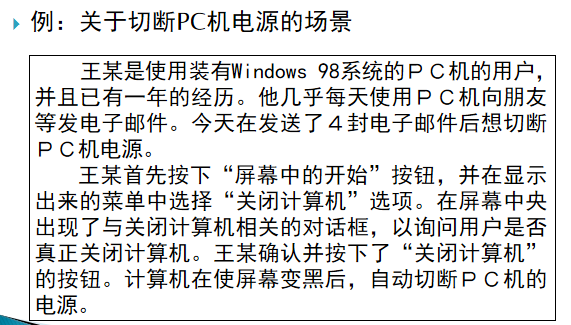 例：关于切断PC机电源的场景
王某是使用装有Windows 98系统的ＰＣ机的用户，
并且已有一年的经历。他几乎每天使用ＰＣ机向朋友
等发电子邮件。今天在发送了４封电子邮件后想切断
ＰＣ机电源。
王某首先按下“屏幕中的开始”按钮，并在显示
出来的菜单中选择“关闭计算机”选项。在屏幕中央
出现了与关闭计算机相关的对话框，以询问用户是否
真正关闭计算机。王某确认并按下了“关闭计算机”
的按钮。计算机在使屏幕变黑后，自动切断ＰＣ机的
电源。